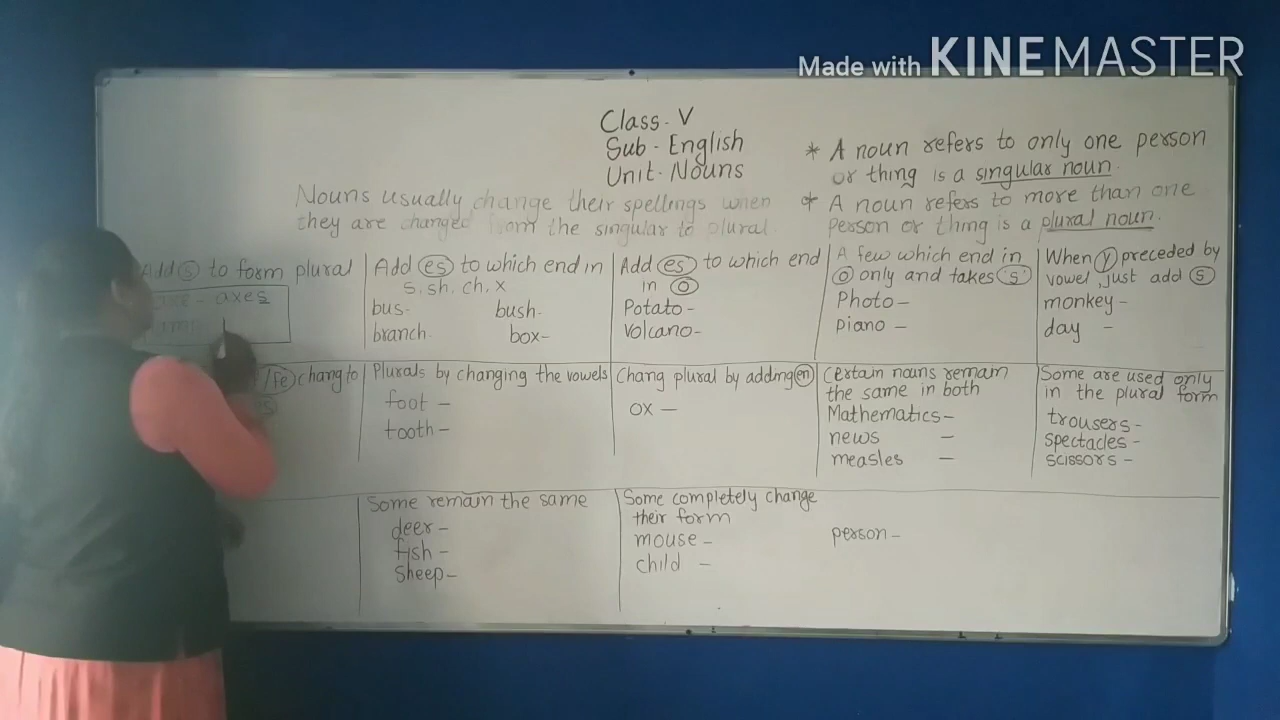 Made with KINEMASTER
Class- V
Sub- English
Unit- Nouns
* A noun refers to only one person
or thing is a singular noun.
* A noun refers to more than one
person or thing is a plural noun.
Nouns usually change their spellings when
they are changed from the singular to plural.
Add s to form plural
axe - axes
Add es to which end in
s, sh, ch, x
bus- bush-
branch- box-
Add es to which end
in o
Potato-
Volcano-
A few which end in
o only and takes 's'
Photo-
piano-
When y preceded by
vowel, just add s
monkey-
day -
/fe chang to
s
Plurals by changing the vowels
foot -
tooth -
Chang plural by adding en
ox -
Certain nouns remain
the same in both
Mathematics-
news -
measles -
Some are used only
in the plural form
trousers-
spectacles-
scissors-
Some remain the same
deer-
fish-
Sheep-
Some completely change
their form
mouse-
child -
person-